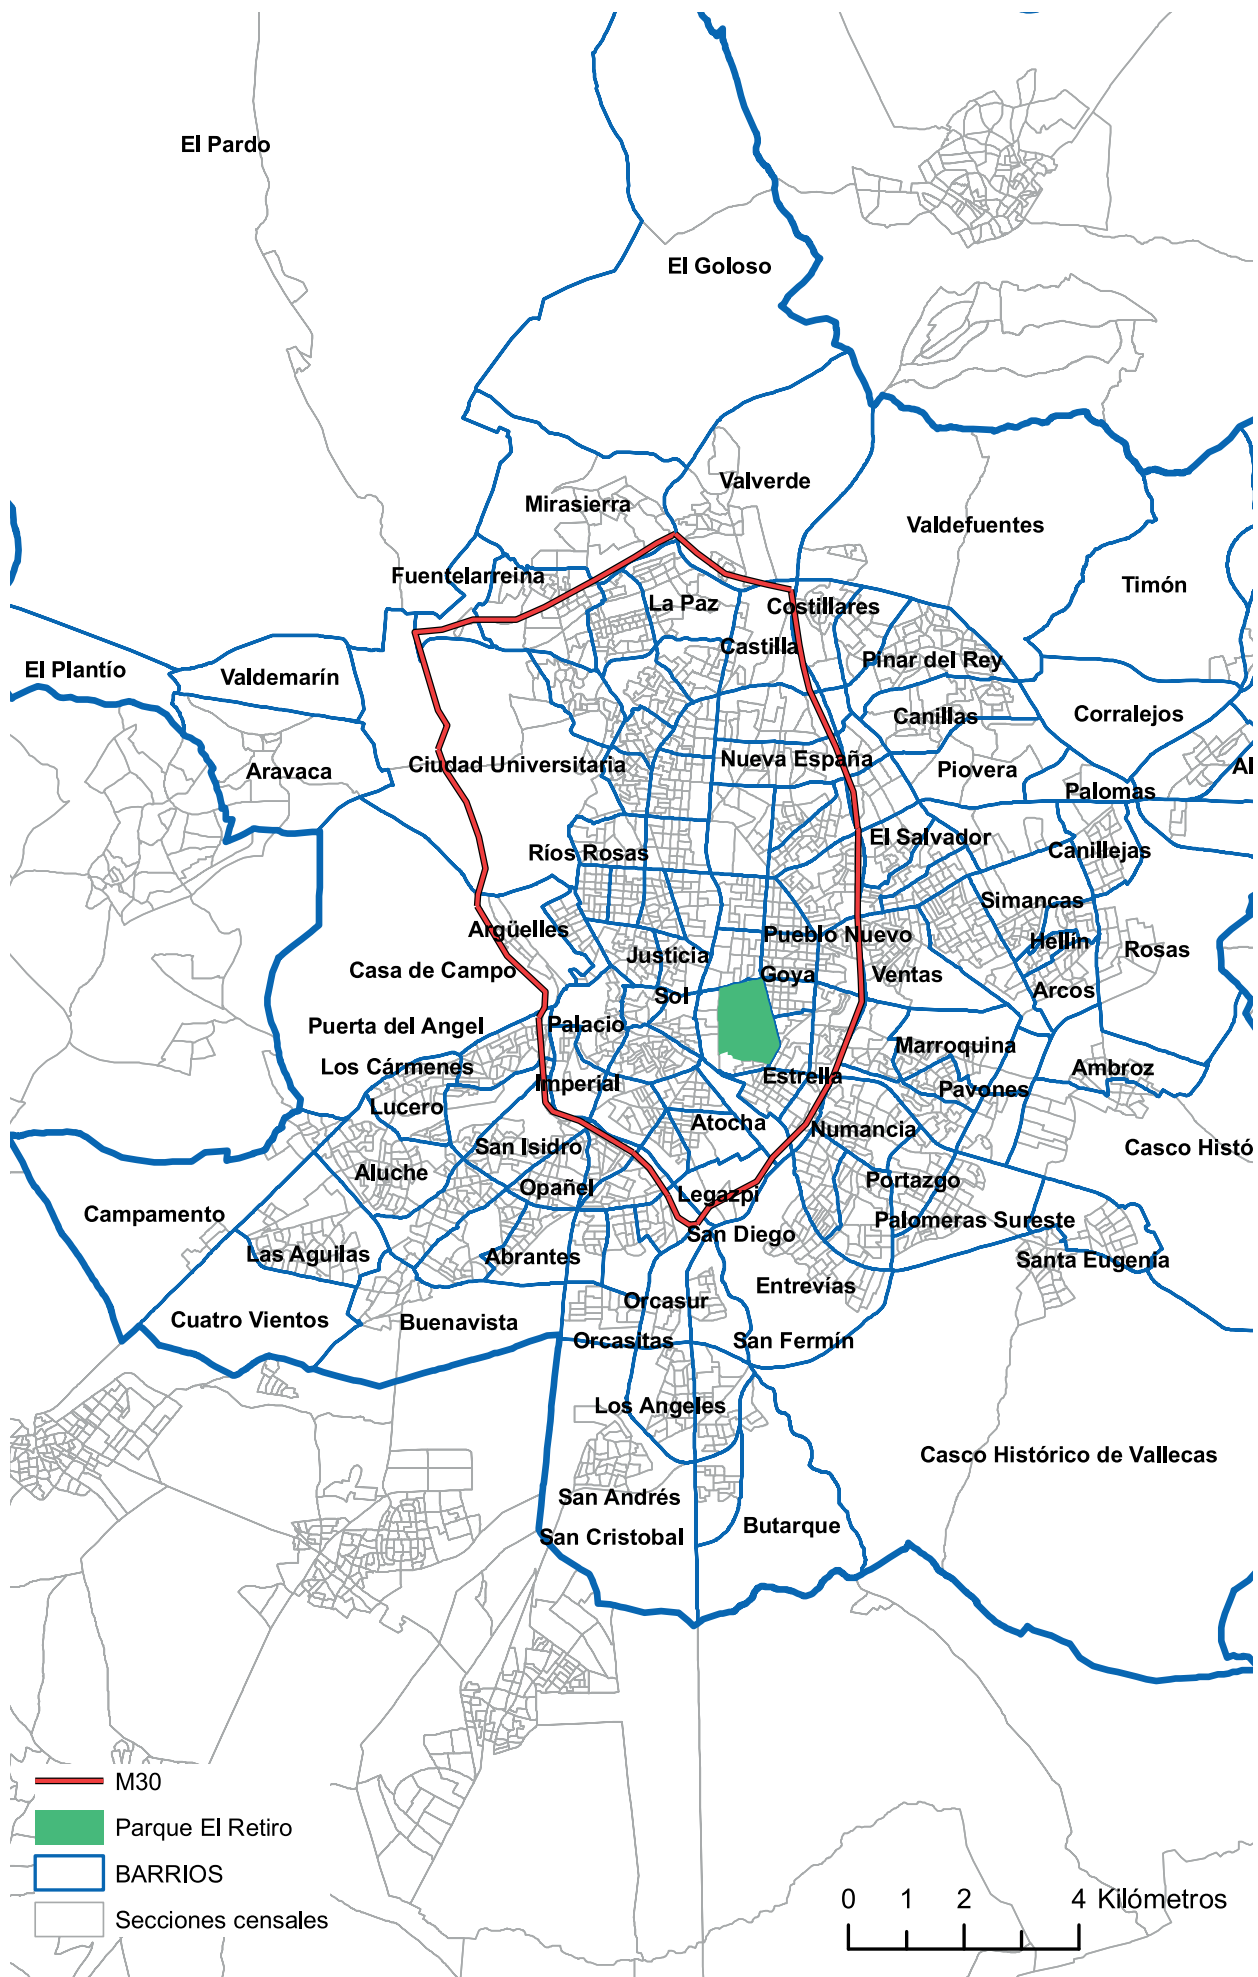 El Pardo
El Goloso
Valverde
Mirasierra
Valdefuentes
Fuentelarreina
Timón
La Paz
Costillares
Castilla
Pinar del Rey
El Plantío
Valdemarín
Canillas
Corralejos
Nueva España
Ciudad Universitaria
Aravaca
Piovera
Al
Palomas
El Salvador
Ríos Rosas
Canillejas
Simancas
Argüelles
Pueblo Nuevo
Hellín
Justicia
Rosas
Casa de Campo
Goya
Ventas
Sol
Arcos
Puerta del Angel
Palacio
Marroquina
Los Cármenes
Ambroz
Imperial
Estrella
Pavones
Lucero
Atocha
Numancia
San Isidro
Casco Histó
Aluche
Opañel
Portazgo
Legazpi
Campamento
Palomeras Sureste
San Diego
Las Aguilas
Abrantes
Santa Eugenia
Entrevías
Orcasur
Cuatro Vientos
Buenavista
Orcasitas
San Fermín
Los Angeles
Casco Histórico de Vallecas
San Andrés
Butarque
San Cristobal
M30
Parque El Retiro
BARRIOS
Secciones censales
0 1 2 4 Kilómetros